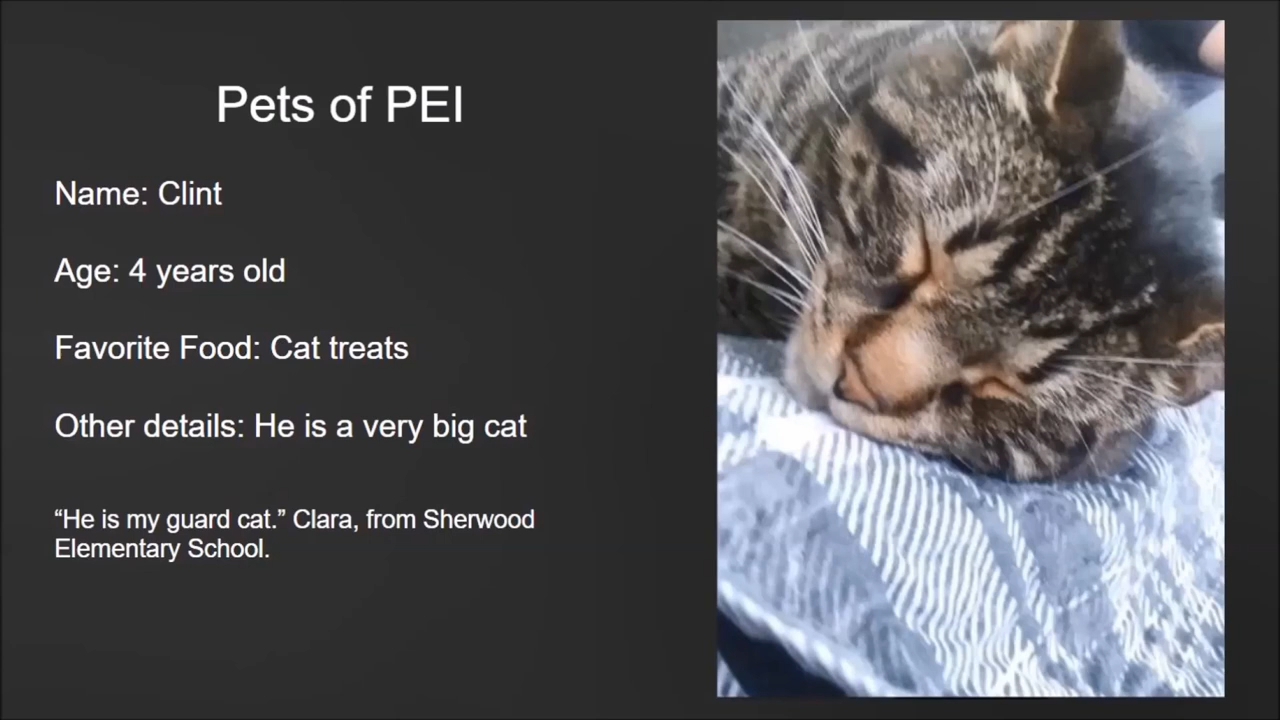 Pets of PEI
Name: Clint
Age: 4 years old
Favorite Food: Cat treats
Other details: He is a very big cat
“He is my guard cat.” Clara, from Sherwood
Elementary School.